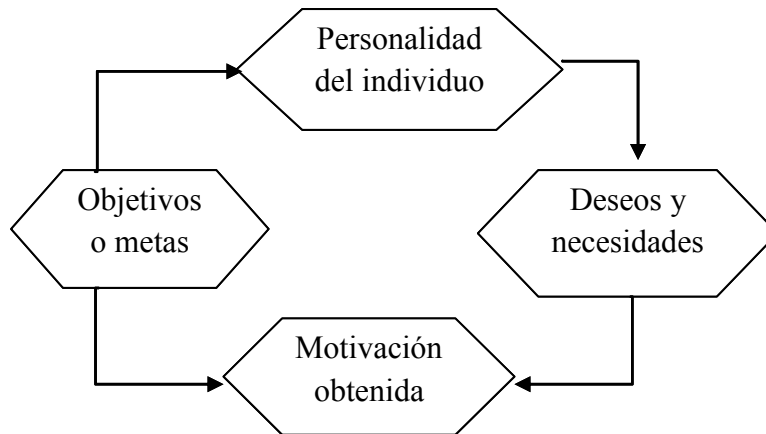 Personalidad
del individuo
Objetivos
o metas
Deseos y
necesidades
Motivación
obtenida